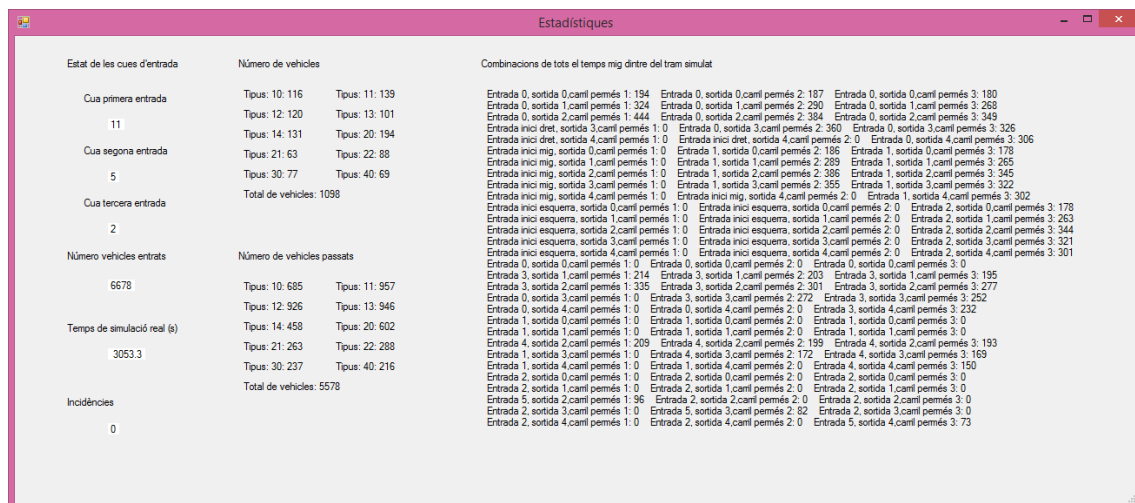 Estadístiques
Estat de les cues d'entrada
Cua primera entrada
11
Cua segona entrada
5
Cua tercera entrada
2
Número vehicles entrats
6678
Temps de simulació real (s)
3053.3
Incidències
0
Número de vehicles
Tipus: 10: 116 Tipus: 11: 139
Tipus: 12: 120 Tipus: 13: 101
Tipus: 14: 131 Tipus: 20: 194
Tipus: 21: 63 Tipus: 22: 88
Tipus: 30: 77 Tipus: 40: 69
Total de vehicles: 1098
Número de vehicles passats
Tipus: 10: 685 Tipus: 11: 957
Tipus: 12: 926 Tipus: 13: 946
Tipus: 14: 458 Tipus: 20: 602
Tipus: 21: 263 Tipus: 22: 288
Tipus: 30: 237 Tipus: 40: 216
Total de vehicles: 5578
Combinacions de tots el temps mig dintre del tram simulat
Entrada 0, sortida 0,carril permés 1: 194 Entrada 0, sortida 0,carril permés 2: 187 Entrada 0, sortida 0,carril permés 3: 180
Entrada 0, sortida 1,carril permés 1: 324 Entrada 0, sortida 1,carril permés 2: 290 Entrada 0, sortida 1,carril permés 3: 268
Entrada 0, sortida 2,carril permés 1: 444 Entrada 0, sortida 2,carril permés 2: 384 Entrada 0, sortida 2,carril permés 3: 349
Entrada inici dret, sortida 3,carril permés 1: 0 Entrada 0, sortida 3,carril permés 2: 360 Entrada 0, sortida 3,carril permés 3: 326
Entrada inici dret, sortida 4,carril permés 1: 0 Entrada inici dret, sortida 4,carril permés 2: 0 Entrada 0, sortida 4,carril permés 3: 306
Entrada inici mig, sortida 0,carril permés 1: 0 Entrada 1, sortida 0,carril permés 2: 186 Entrada 1, sortida 0,carril permés 3: 178
Entrada inici mig, sortida 1,carril permés 1: 0 Entrada 1, sortida 1,carril permés 2: 289 Entrada 1, sortida 1,carril permés 3: 265
Entrada inici mig, sortida 2,carril permés 1: 0 Entrada 1, sortida 2,carril permés 2: 386 Entrada 1, sortida 2,carril permés 3: 345
Entrada inici mig, sortida 3,carril permés 1: 0 Entrada 1, sortida 3,carril permés 2: 355 Entrada 1, sortida 3,carril permés 3: 322
Entrada inici mig, sortida 4,carril permés 1: 0 Entrada inici mig, sortida 4,carril permés 2: 0 Entrada 1, sortida 4,carril permés 3: 302
Entrada inici esquerra, sortida 0,carril permés 1: 0 Entrada inici esquerra, sortida 0,carril permés 2: 0 Entrada 2, sortida 0,carril permés 3: 178
Entrada inici esquerra, sortida 1,carril permés 1: 0 Entrada inici esquerra, sortida 1,carril permés 2: 0 Entrada 2, sortida 1,carril permés 3: 263
Entrada inici esquerra, sortida 2,carril permés 1: 0 Entrada inici esquerra, sortida 2,carril permés 2: 0 Entrada 2, sortida 2,carril permés 3: 344
Entrada inici esquerra, sortida 3,carril permés 1: 0 Entrada inici esquerra, sortida 3,carril permés 2: 0 Entrada 2, sortida 3,carril permés 3: 321
Entrada inici esquerra, sortida 4,carril permés 1: 0 Entrada inici esquerra, sortida 4,carril permés 2: 0 Entrada 2, sortida 4,carril permés 3: 301
Entrada 0, sortida 0,carril permés 1: 0 Entrada 0, sortida 0,carril permés 2: 0 Entrada 0, sortida 0,carril permés 3: 0
Entrada 3, sortida 1,carril permés 1: 214 Entrada 3, sortida 1,carril permés 2: 203 Entrada 3, sortida 1,carril permés 3: 195
Entrada 3, sortida 2,carril permés 1: 335 Entrada 3, sortida 2,carril permés 2: 301 Entrada 3, sortida 2,carril permés 3: 277
Entrada 0, sortida 3,carril permés 1: 0 Entrada 3, sortida 3,carril permés 2: 272 Entrada 3, sortida 3,carril permés 3: 252
Entrada 0, sortida 4,carril permés 1: 0 Entrada 0, sortida 4,carril permés 2: 0 Entrada 3, sortida 4,carril permés 3: 232
Entrada 1, sortida 0,carril permés 1: 0 Entrada 1, sortida 0,carril permés 2: 0 Entrada 1, sortida 0,carril permés 3: 0
Entrada 1, sortida 1,carril permés 1: 0 Entrada 1, sortida 1,carril permés 2: 0 Entrada 1, sortida 1,carril permés 3: 0
Entrada 4, sortida 2,carril permés 1: 209 Entrada 4, sortida 2,carril permés 2: 199 Entrada 4, sortida 2,carril permés 3: 193
Entrada 1, sortida 3,carril permés 1: 0 Entrada 4, sortida 3,carril permés 2: 172 Entrada 4, sortida 3,carril permés 3: 169
Entrada 1, sortida 4,carril permés 1: 0 Entrada 1, sortida 4,carril permés 2: 0 Entrada 4, sortida 4,carril permés 3: 150
Entrada 2, sortida 0,carril permés 1: 0 Entrada 2, sortida 0,carril permés 2: 0 Entrada 2, sortida 0,carril permés 3: 0
Entrada 2, sortida 1,carril permés 1: 0 Entrada 2, sortida 1,carril permés 2: 0 Entrada 2, sortida 1,carril permés 3: 0
Entrada 5, sortida 2,carril permés 1: 96 Entrada 2, sortida 2,carril permés 2: 0 Entrada 2, sortida 2,carril permés 3: 0
Entrada 2, sortida 3,carril permés 1: 0 Entrada 5, sortida 3,carril permés 2: 82 Entrada 2, sortida 3,carril permés 3: 0
Entrada 2, sortida 4,carril permés 1: 0 Entrada 2, sortida 4,carril permés 2: 0 Entrada 5, sortida 4,carril permés 3: 73